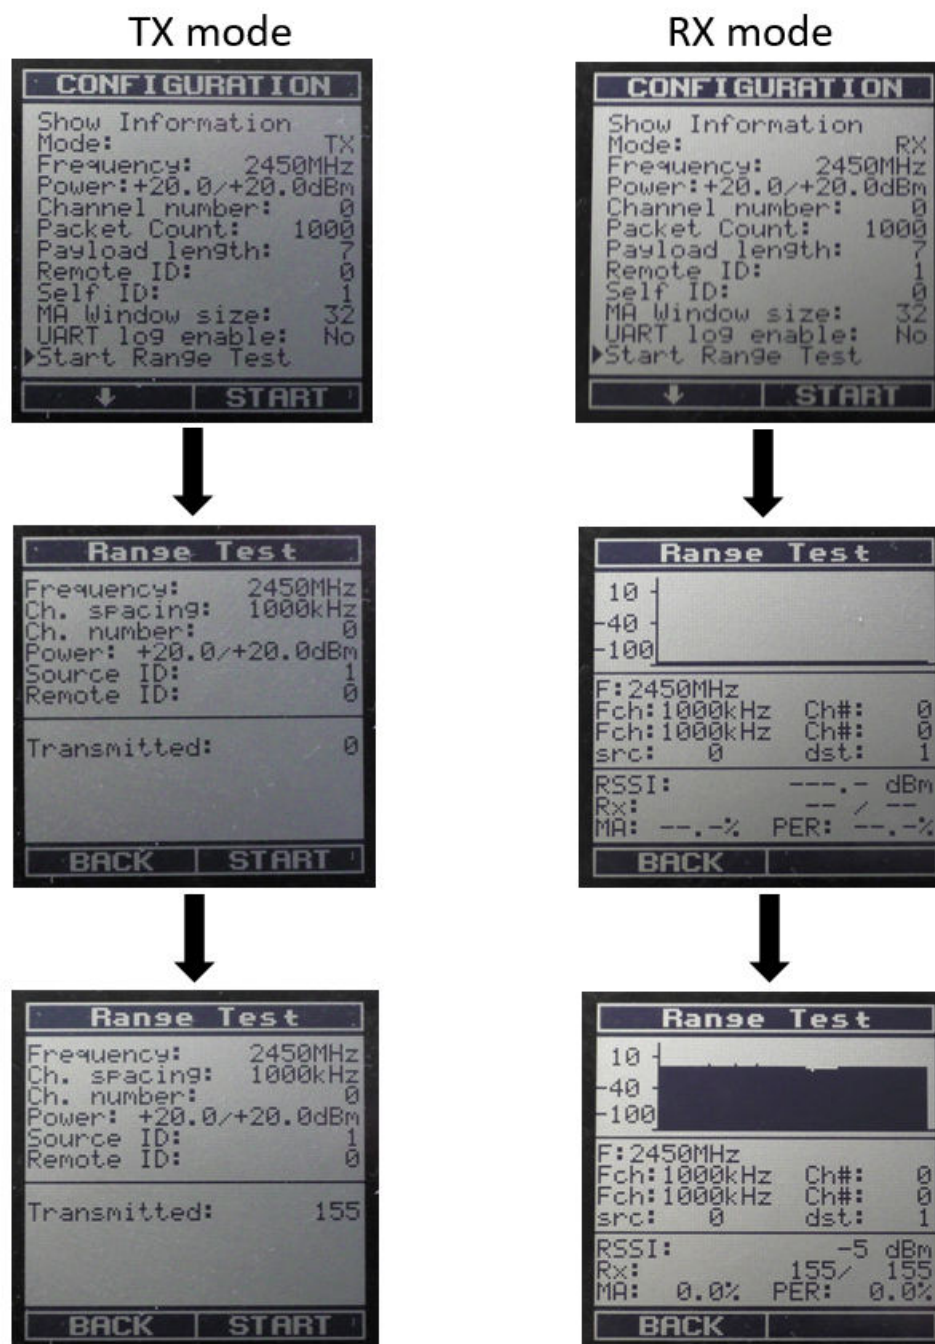 TX mode
CONFIGURATION
Show Information
Mode: TX
Frequency: 2450MHz
Power:+20.0/+20.0dBm
Channel number: 0
Packet Count: 1000
Payload length: 7
Remote ID: 0
Self ID: 1
MA Window size: 32
UART log enable: No
Start Range Test
START
Range Test
Frequency: 2450MHz
Ch. spacing: 1000kHz
Ch. number: 0
Power: +20.0/+20.0dBm
Source ID: 1
Remote ID: 0
Transmitted: 0
BACK START
Range Test
Frequency: 2450MHz
Ch. spacing: 1000kHz
Ch. number: 0
Power: +20.0/+20.0dBm
Source ID: 1
Remote ID: 0
Transmitted: 155
BACK START
RX mode
CONFIGURATION
Show Information
Mode: RX
Frequency: 2450MHz
Power:+20.0/+20.0dBm
Channel number: 0
Packet Count: 1000
Payload length: 7
Remote ID: 1
Self ID: 0
MA Window size: 32
UART log enable: No
Start Range Test
START
Range Test
10
-40
-100
F:2450MHz
Fch:1000kHz Ch#: 0
Fch:1000kHz Ch#: 0
src: 0 dst: 1
RSSI: ---.- dBm
Rx: -- / --
MA: --.-% PER: --.-%
BACK
Range Test
10
-40
-100
F:2450MHz
Fch:1000kHz Ch#: 0
Fch:1000kHz Ch#: 0
src: 0 dst: 1
RSSI: -5 dBm
Rx: 155/ 155
MA: 0.0% PER: 0.0%
BACK